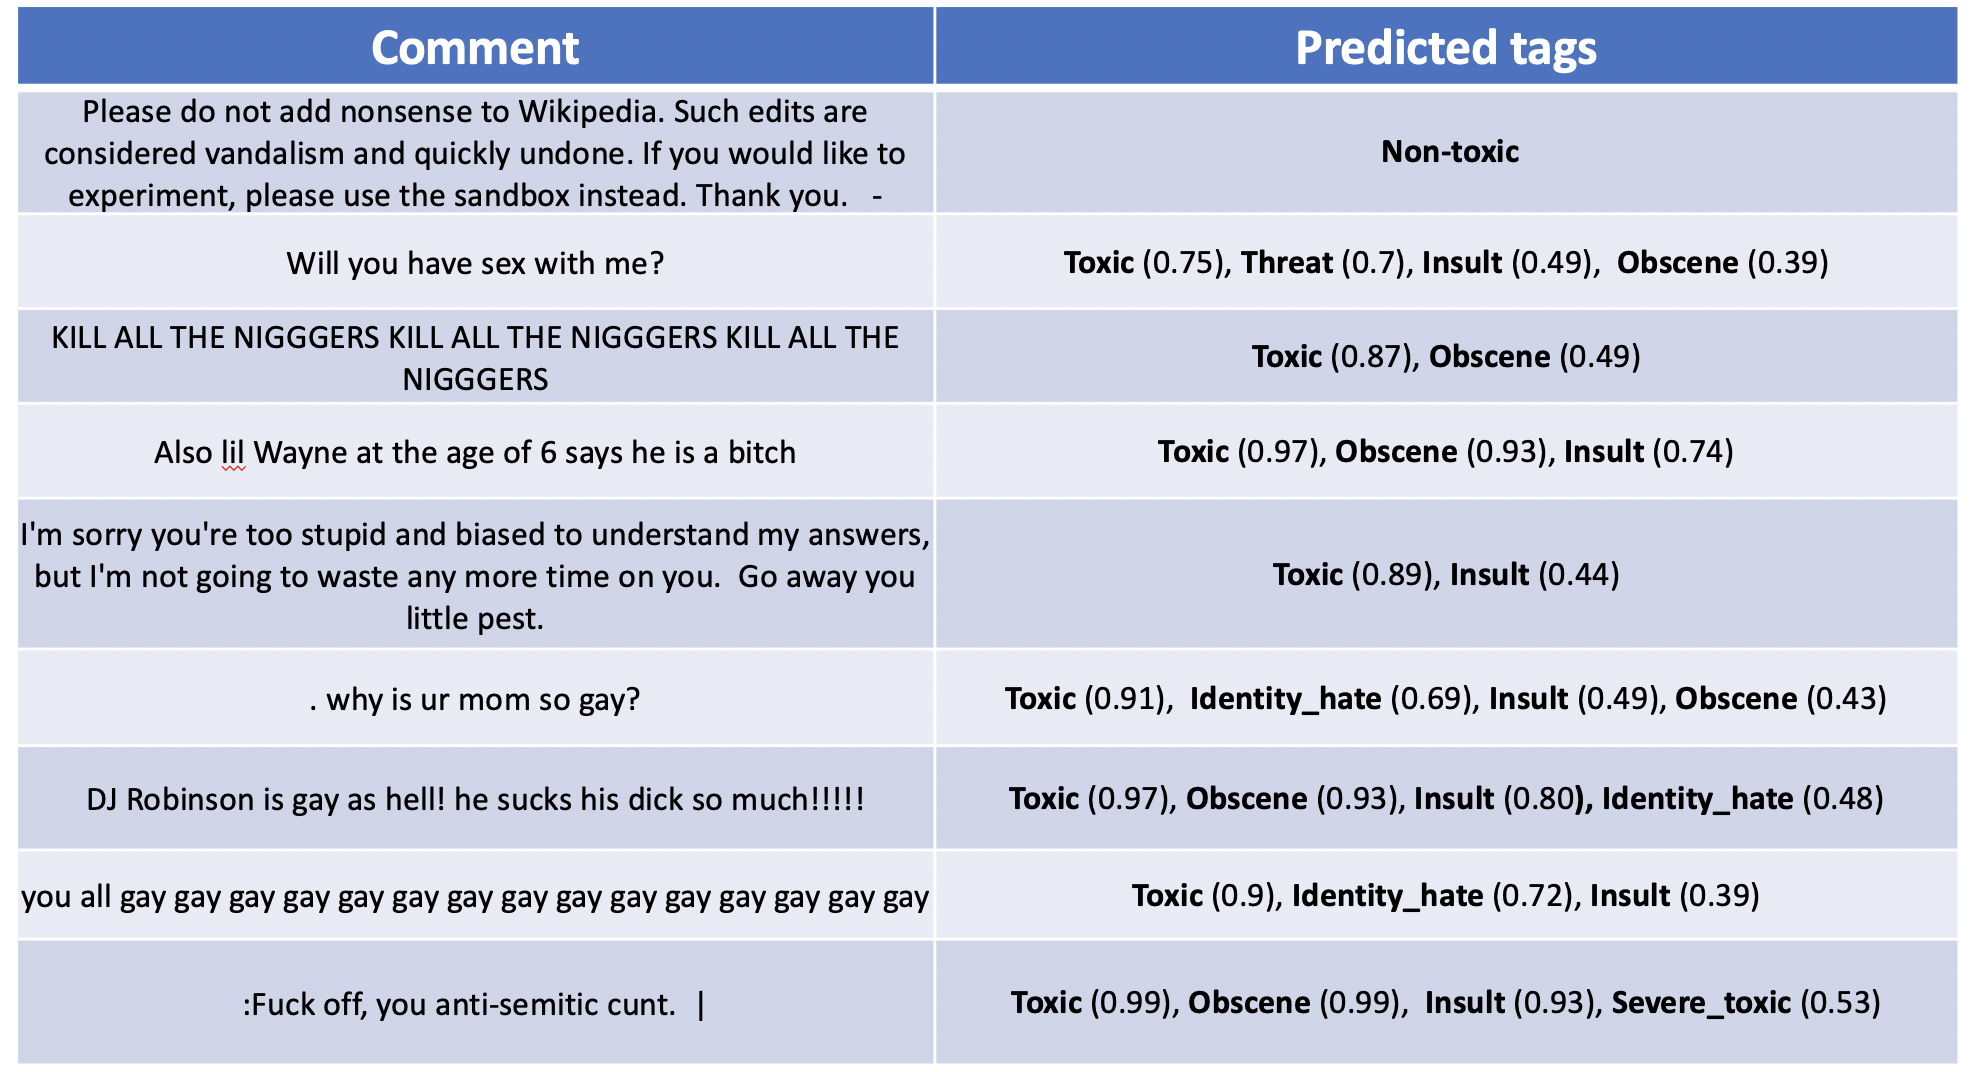 Comment
Predicted tags
Please do not add nonsense to Wikipedia. Such edits are
considered vandalism and quickly undone. If you would like to
experiment, please use the sandbox instead. Thank you.   -
Non-toxic
Will you have sex with me?
Toxic (0.75), Threat (0.7), Insult (0.49),  Obscene (0.39)
KILL ALL THE NIGGGERS KILL ALL THE NIGGGERS KILL ALL THE
NIGGGERS
Toxic (0.87), Obscene (0.49)
Also lil Wayne at the age of 6 says he is a bitch
Toxic (0.97), Obscene (0.93), Insult (0.74)
I'm sorry you're too stupid and biased to understand my answers,
but I'm not going to waste any more time on you.  Go away you
little pest.
Toxic (0.89), Insult (0.44)
. why is ur mom so gay?
Toxic (0.91),  Identity_hate (0.69), Insult (0.49), Obscene (0.43)
DJ Robinson is gay as hell! he sucks his dick so much!!!!!
Toxic (0.97), Obscene (0.93), Insult (0.80), Identity_hate (0.48)
you all gay gay gay gay gay gay gay gay gay gay gay gay gay gay gay
Toxic (0.9), Identity_hate (0.72), Insult (0.39)
:Fuck off, you anti-semitic cunt.  |
Toxic (0.99), Obscene (0.99),  Insult (0.93), Severe_toxic (0.53)